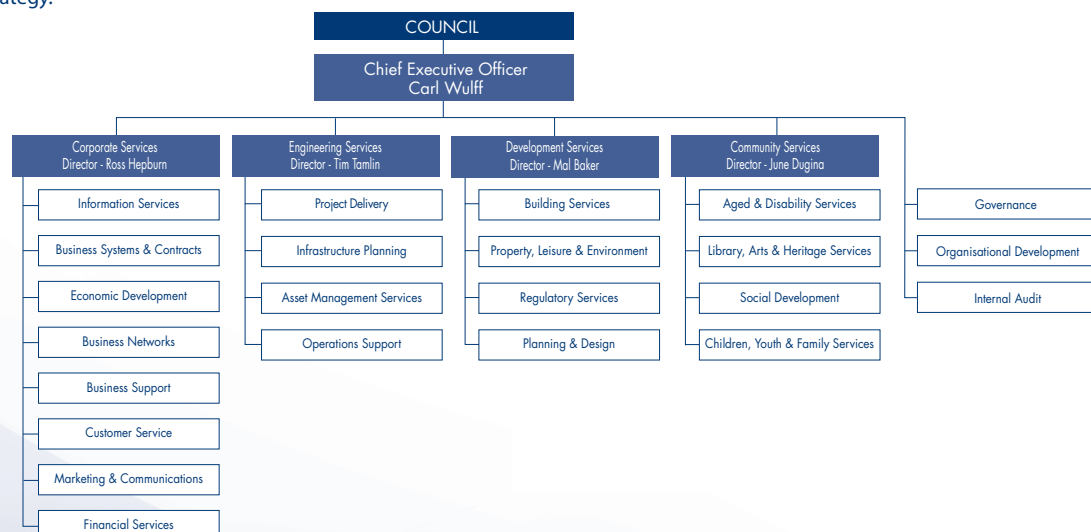 ategy.
COUNCIL
Chief Executive Officer
Carl Wulff
Corporate Services
Director - Ross Hepburn
Information Services
Business Systems & Contracts
Economic Development
Business Networks
Business Support
Customer Service
Marketing & Communications
Financial Services
Engineering Services
Director - Tim Tamlin
Project Delivery
Infrastructure Planning
Asset Management Services
Operations Support
Development Services
Director - Mal Baker
Building Services
Property, Leisure & Environment
Regulatory Services
Planning & Design
Community Services
Director - June Dugina
Aged & Disability Services
Library, Arts & Heritage Services
Social Development
Children, Youth & Family Services
Governance
Organisational Development
Internal Audit